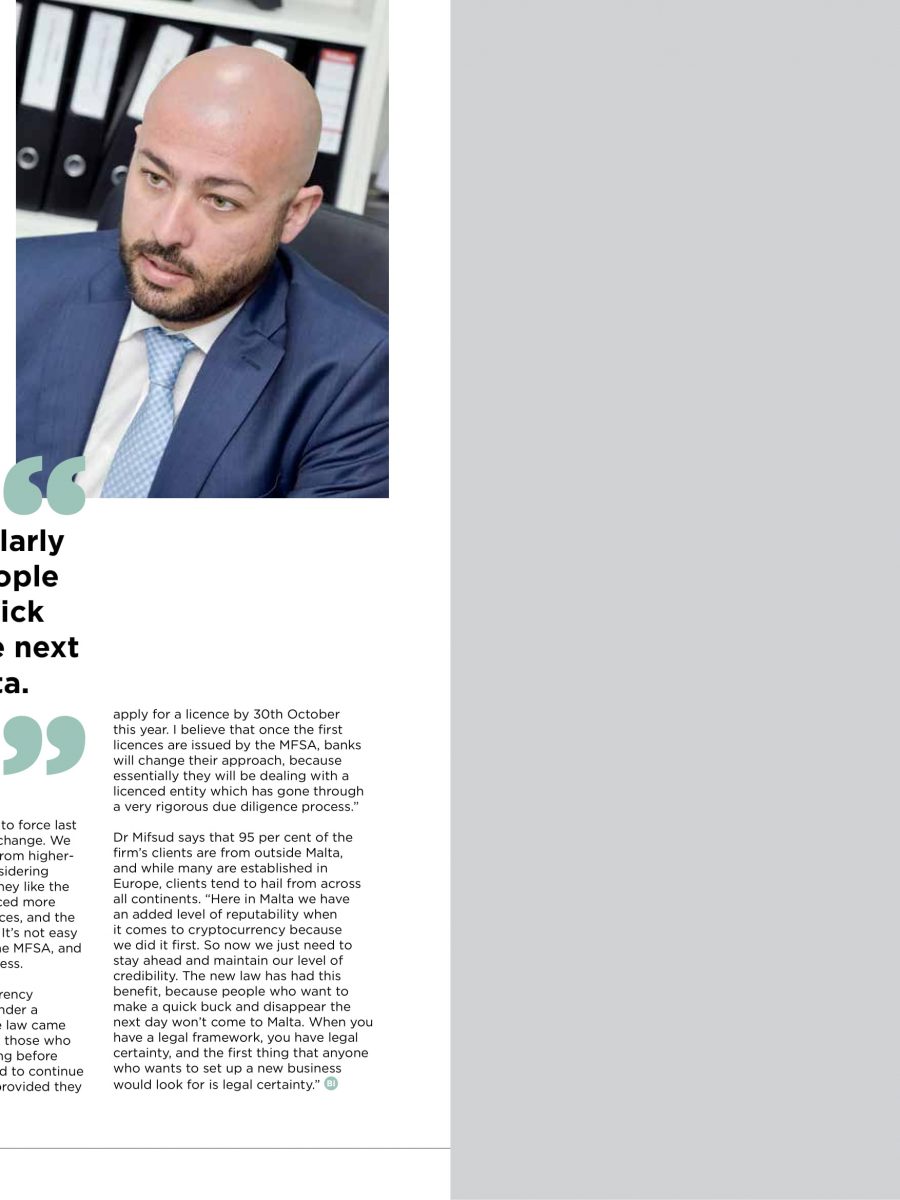 larly
ople
ick
e next
ta.
to force last
change. We
rom higher-
sidering
hey like the
ced more
ces, and the
It’s not easy
he MFSA, and
ess.
rency
nder a
e law came
those who
ng before
d to continue
provided they
apply for a licence by 30th October
this year. I believe that once the first
licences are issued by the MFSA, banks
will change their approach, because
essentially they will be dealing with a
licenced entity which has gone through
a very rigorous due diligence process.”
Dr Mifsud says that 95 per cent of the
firm’s clients are from outside Malta,
and while many are established in
Europe, clients tend to hail from across
all continents. “Here in Malta we have
an added level of reputability when
it comes to cryptocurrency because
we did it first. So now we just need to
stay ahead and maintain our level of
credibility. The new law has had this
benefit, because people who want to
make a quick buck and disappear the
next day won’t come to Malta. When you
have a legal framework, you have legal
certainty, and the first thing that anyone
who wants to set up a new business
would look for is legal certainty.” BI